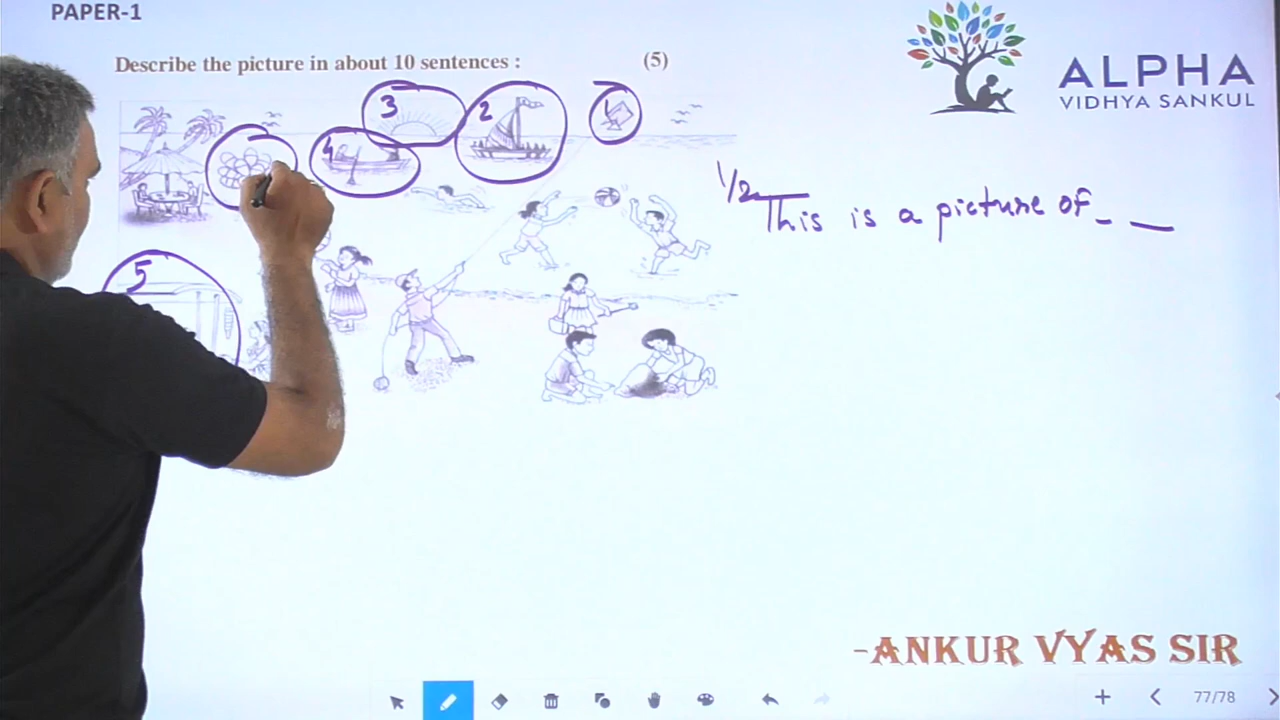 PAPER-1
Describe the picture in about 10 sentences : (5)
ALPHA
VIDHYA SANKUL
3
2
1
4
5
1/2
This is a picture of
-ANKUR VYAS SIR
77/78